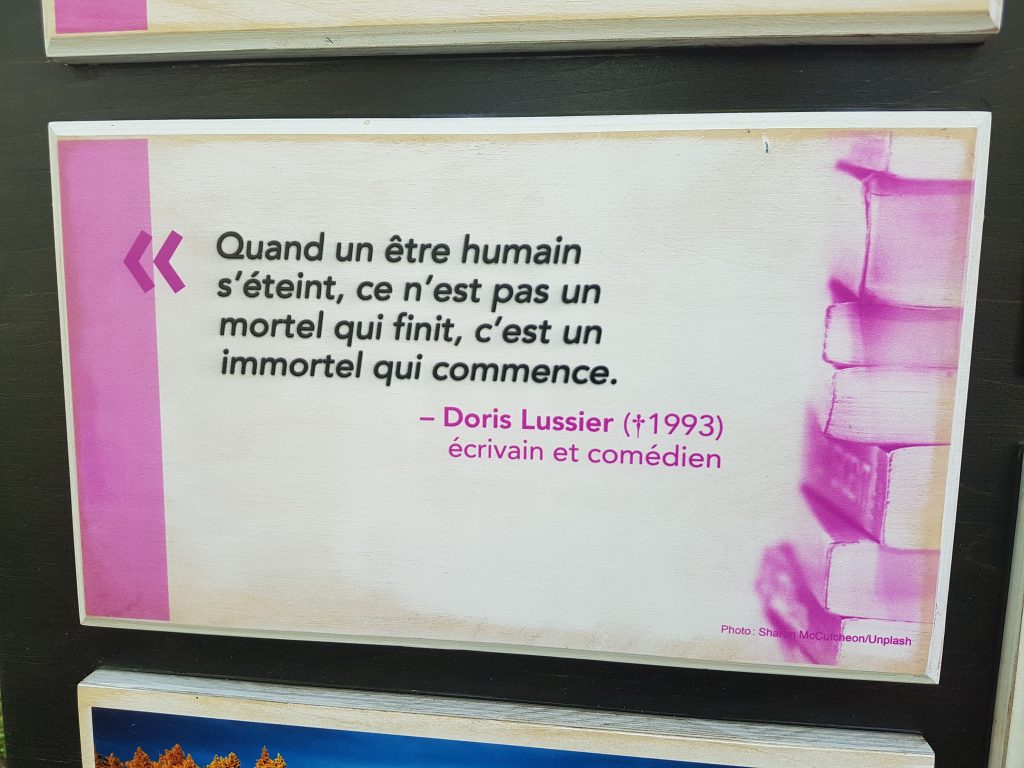 «
Quand un être humain
s’éteint, ce n’est pas un
mortel qui finit, c’est un
immortel qui commence.
– Doris Lussier (†1993)
écrivain et comédien
Photo : Sharon McCutcheon/Unplash